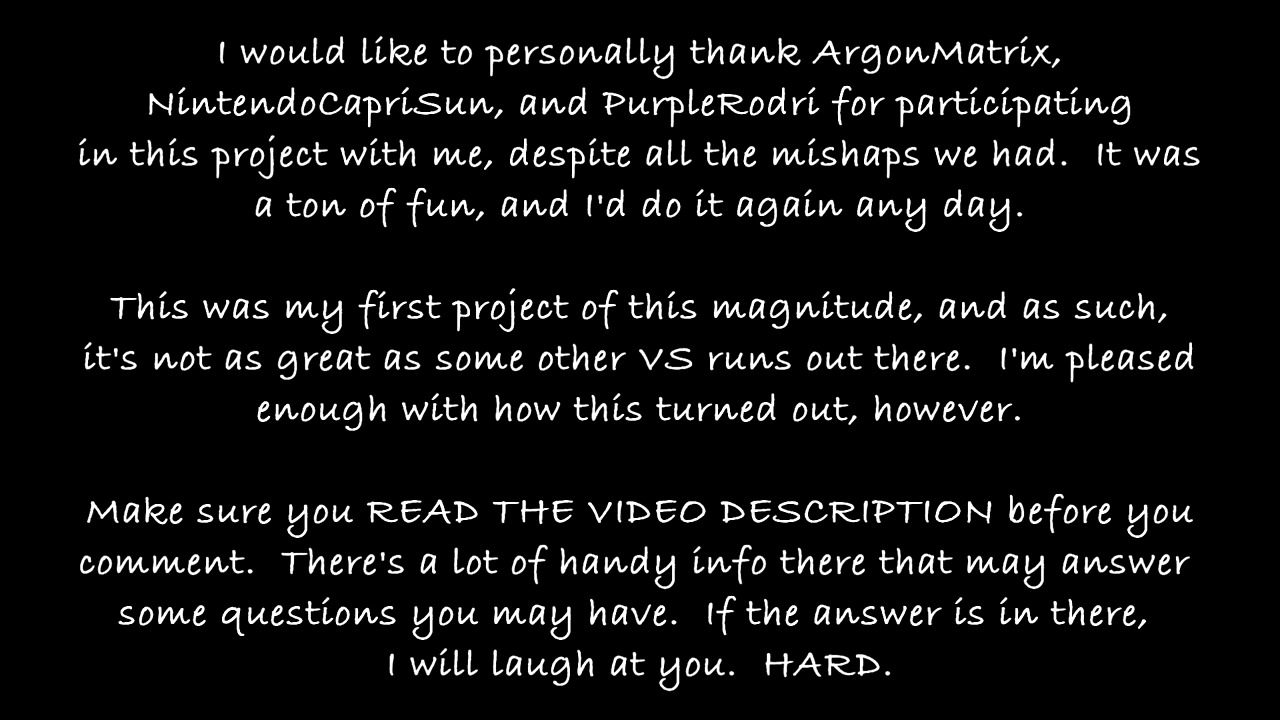 I would like to personally thank ArgonMatrix,
NintendoCapriSun, and PurpleRodri for participating
in this project with me, despite all the mishaps we had.  It was
a ton of fun, and I'd do it again any day.
This was my first project of this magnitude, and as such,
it's not as great as some other VS runs out there.  I'm pleased
enough with how this turned out, however.
Make sure you READ THE VIDEO DESCRIPTION before you
comment.  There's a lot of handy info there that may answer
some questions you may have.  If the answer is in there,
I will laugh at you.  HARD.